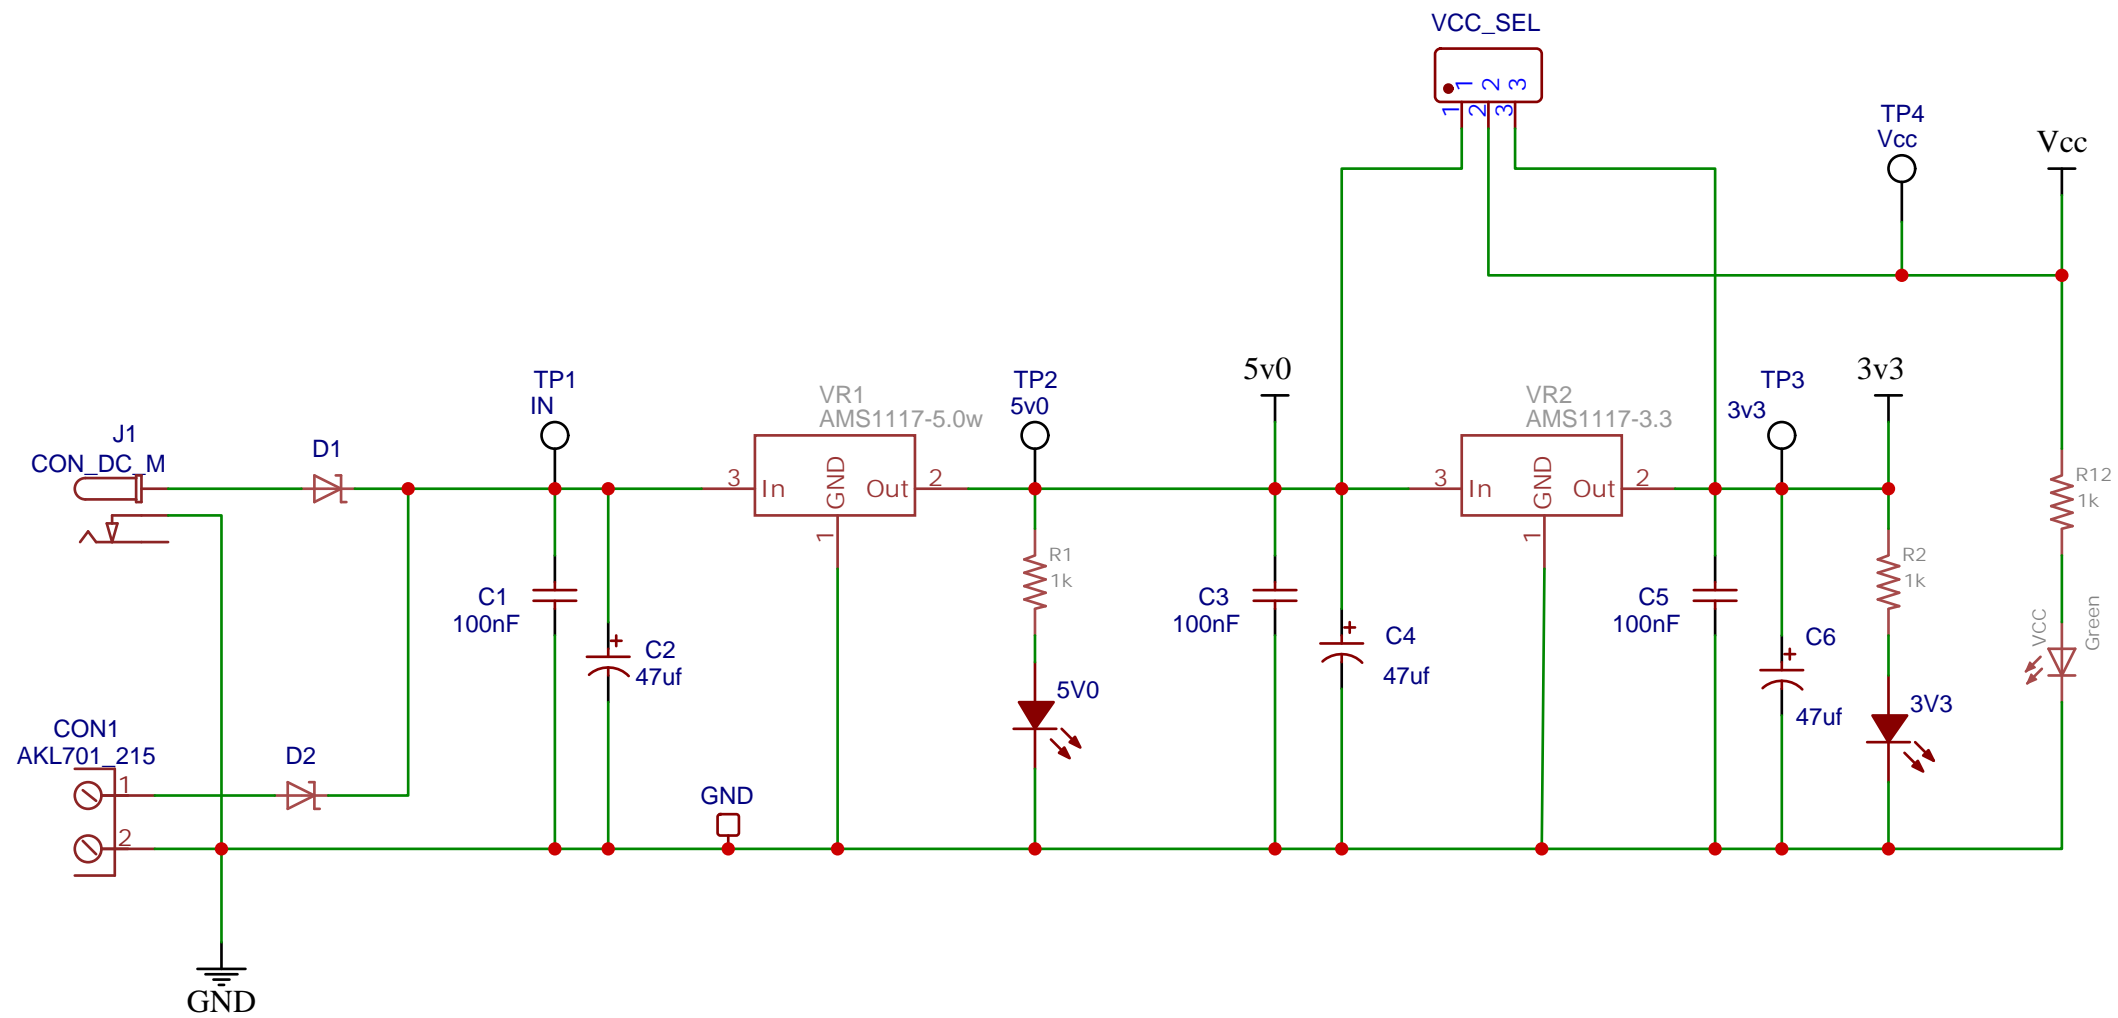 VCC_SEL
1 2 3
1 2 3
TP4
Vcc
Vcc
5v0
3v3
TP1
IN
VR1
AMS1117-5.0w
TP2
5v0
VR2
AMS1117-3.3
TP3
3v3
J1
CON_DC_M
D1
3 In GND Out 2
1
3 In GND Out 2
1
R12
1k
R1
1k
R2
1k
C1
100nF
C2
47uf
C3
100nF
C4
47uf
C5
100nF
C6
47uf
+
+
+
5V0
3V3
VCC
Green
CON1
AKL701_215
1
2
D2
GND
GND